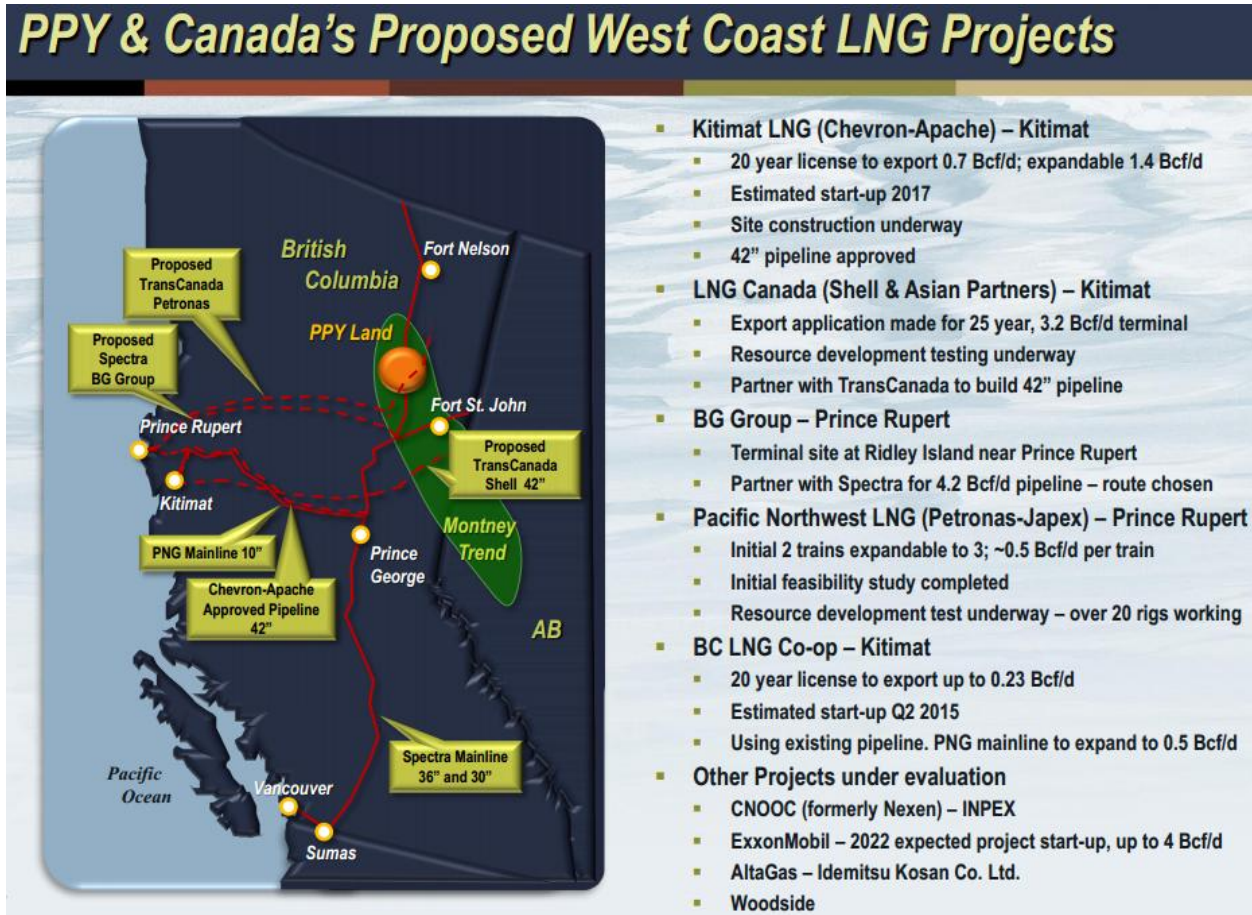 PPY & Canada's Proposed West Coast LNG Projects
British
Columbia
Fort Nelson
Proposed
TransCanada
Petronas
PPY Land
Proposed
Spectra
BG Group
Fort St. John
Prince Rupert
Proposed
TransCanada
Shell 42”
Kitimat
Montney
Trend
PNG Mainline 10”
Prince
George
Chevron-Apache
Approved Pipeline
42”
AB
Spectra Mainline
36” and 30”
Pacific
Ocean
Vancouver
Sumas
Kitimat LNG (Chevron-Apache) – Kitimat
20 year license to export 0.7 Bcf/d; expandable 1.4 Bcf/d
Estimated start-up 2017
Site construction underway
42” pipeline approved
LNG Canada (Shell & Asian Partners) – Kitimat
Export application made for 25 year, 3.2 Bcf/d terminal
Resource development testing underway
Partner with TransCanada to build 42” pipeline
BG Group – Prince Rupert
Terminal site at Ridley Island near Prince Rupert
Partner with Spectra for 4.2 Bcf/d pipeline – route chosen
Pacific Northwest LNG (Petronas-Japex) – Prince Rupert
Initial 2 trains expandable to 3; ~0.5 Bcf/d per train
Initial feasibility study completed
Resource development test underway – over 20 rigs working
BC LNG Co-op – Kitimat
20 year license to export up to 0.23 Bcf/d
Estimated start-up Q2 2015
Using existing pipeline. PNG mainline to expand to 0.5 Bcf/d
Other Projects under evaluation
CNOOC (formerly Nexen) – INPEX
ExxonMobil – 2022 expected project start-up, up to 4 Bcf/d
AltaGas – Idemitsu Kosan Co. Ltd.
Woodside